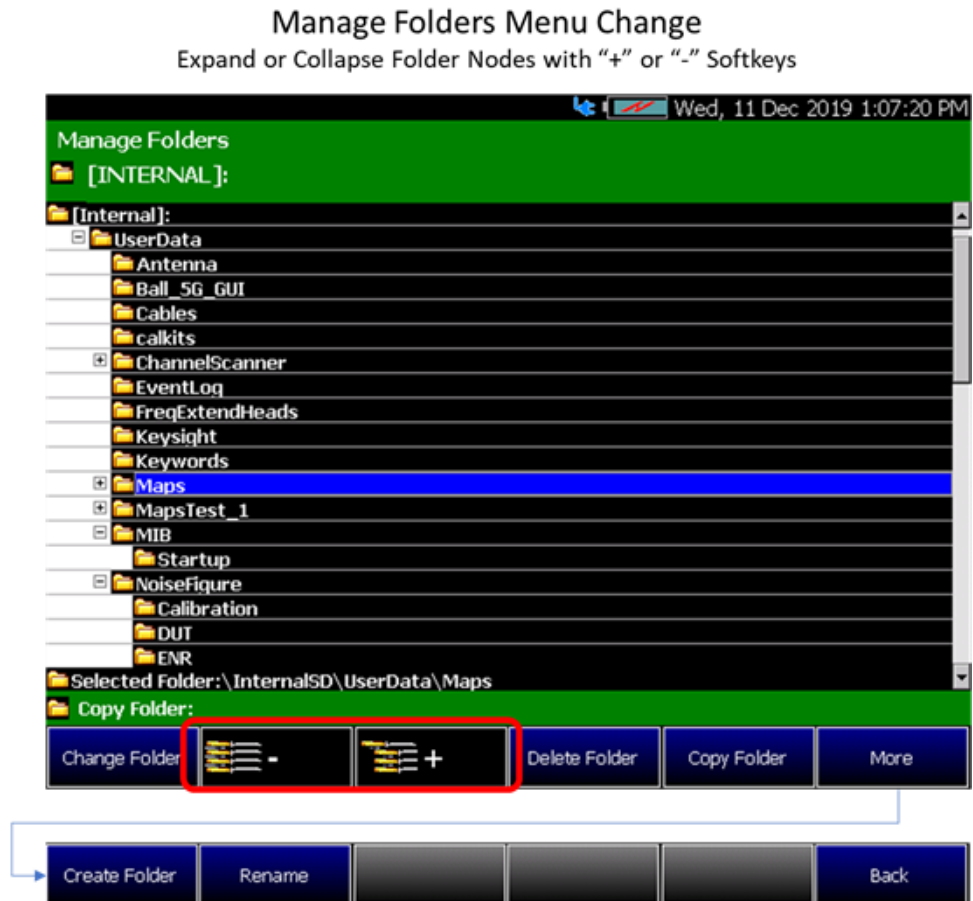 Manage Folders Menu Change
Expand or Collapse Folder Nodes with “+” or “-” Softkeys
Wed, 11 Dec 2019 1:07:20 PM
Manage Folders
[INTERNAL]:
[Internal]:
UserData
Antenna
Ball_5G_GUI
Cables
calkits
ChannelScanner
EventLog
FreqExtendHeads
Keysight
Keywords
Maps
MapsTest_1
MIB
Startup
NoiseFigure
Calibration
DUT
ENR
Selected Folder:\InternalSD\UserData\Maps
Copy Folder:
Change Folder - + Delete Folder Copy Folder More
Create Folder Rename Back